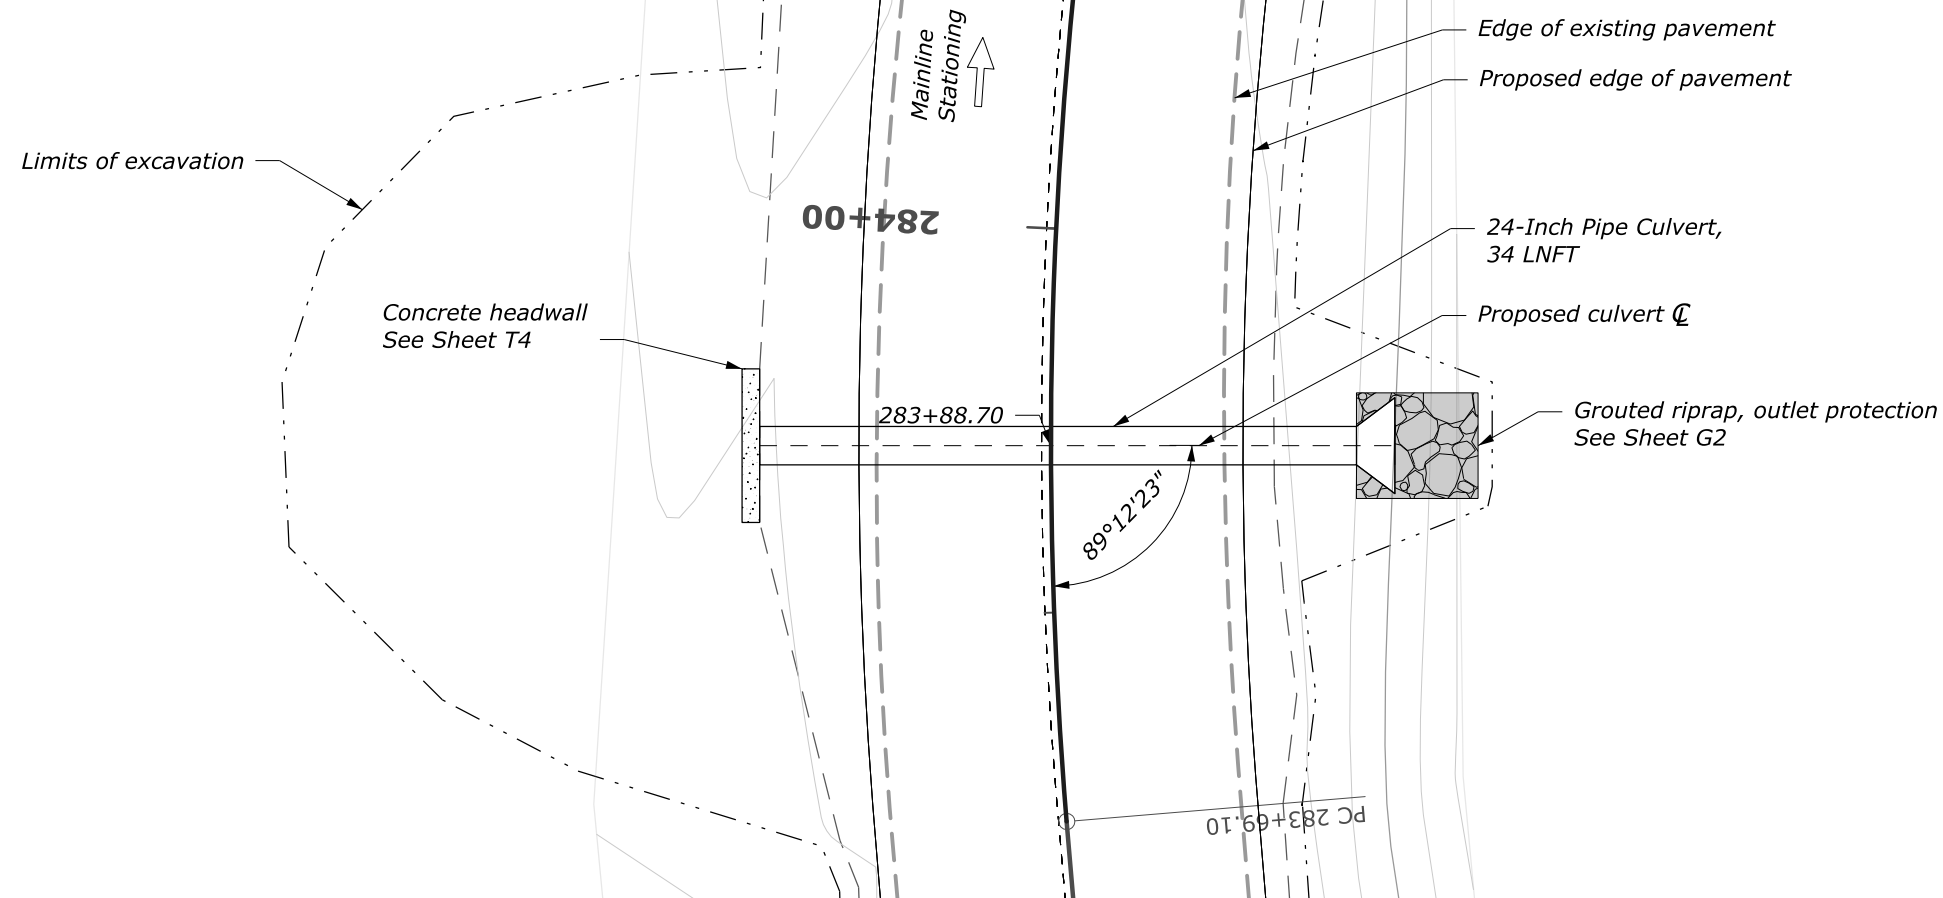 Edge of existing pavement
Mainline
Stationing
Proposed edge of pavement
Limits of excavation
284+00
24-Inch Pipe Culvert,
34 LNFT
Concrete headwall
See Sheet T4
Proposed culvert ℄
283+88.70
Grouted riprap, outlet protection
See Sheet G2
89°12'23"
PC 283+69.10